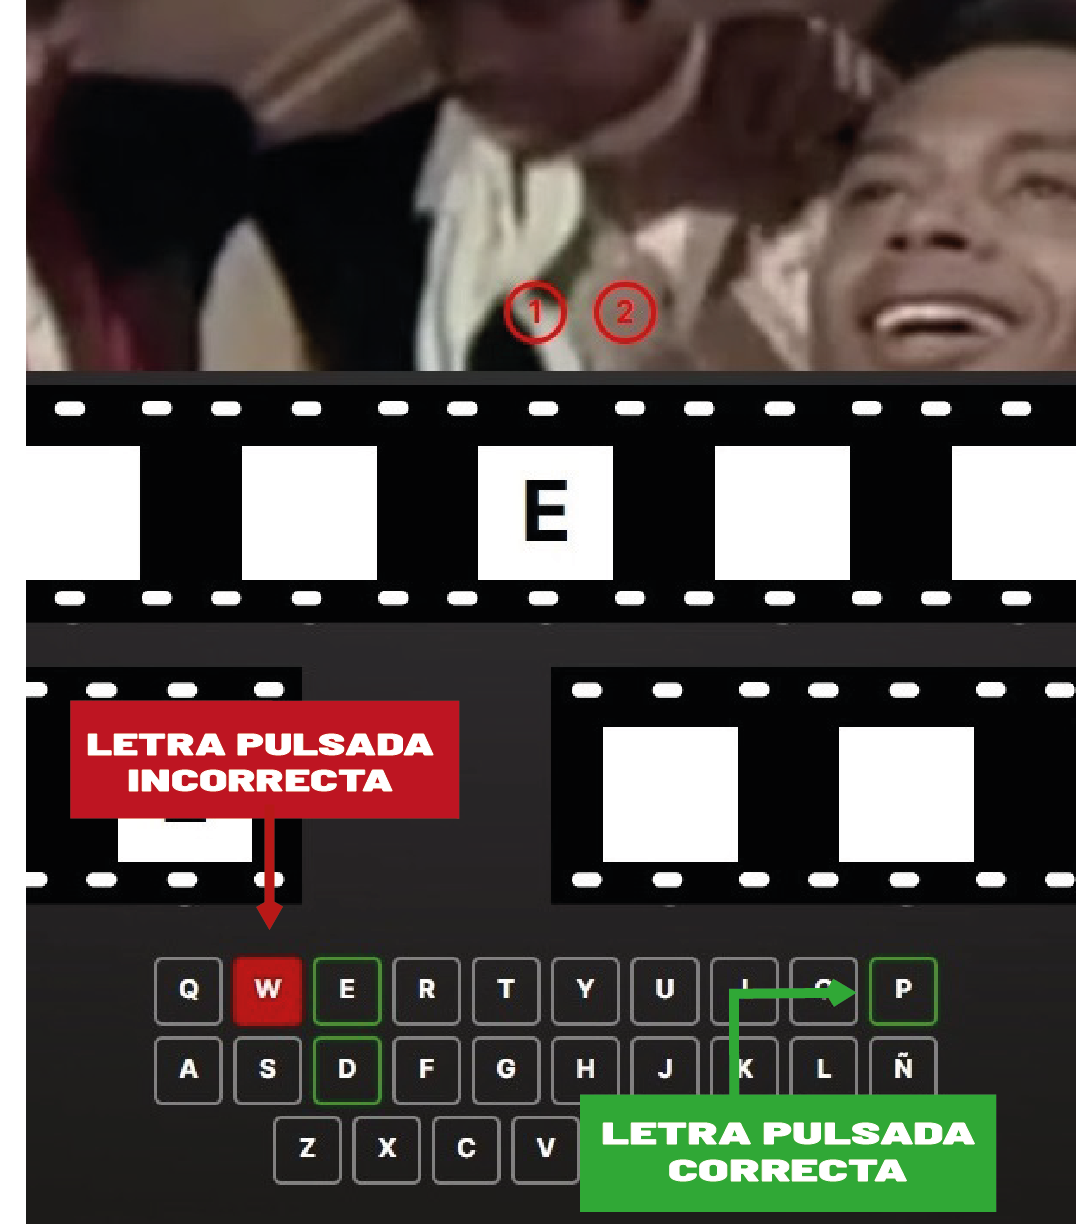 1 2
E
LETRA PULSADA
INCORRECTA
Q W E R T Y U P
A S D F G H J K L Ñ
Z X C V
LETRA PULSADA
CORRECTA